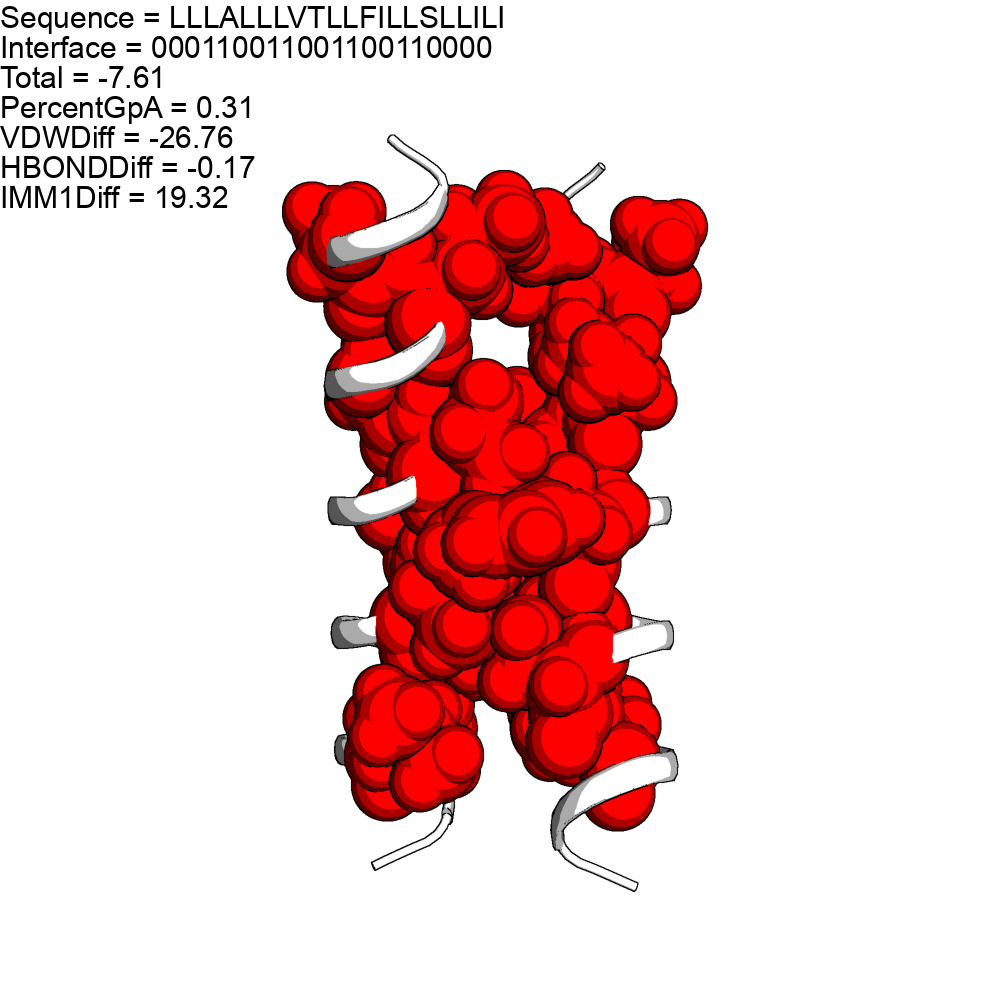 Sequence = LLLALLLVTLLFILLSLLILI
Interface = 000110011001100110000
Total = -7.61
PercentGpA = 0.31
VDWDiff = -26.76
HBONDDiff = -0.17
IMM1Diff = 19.32